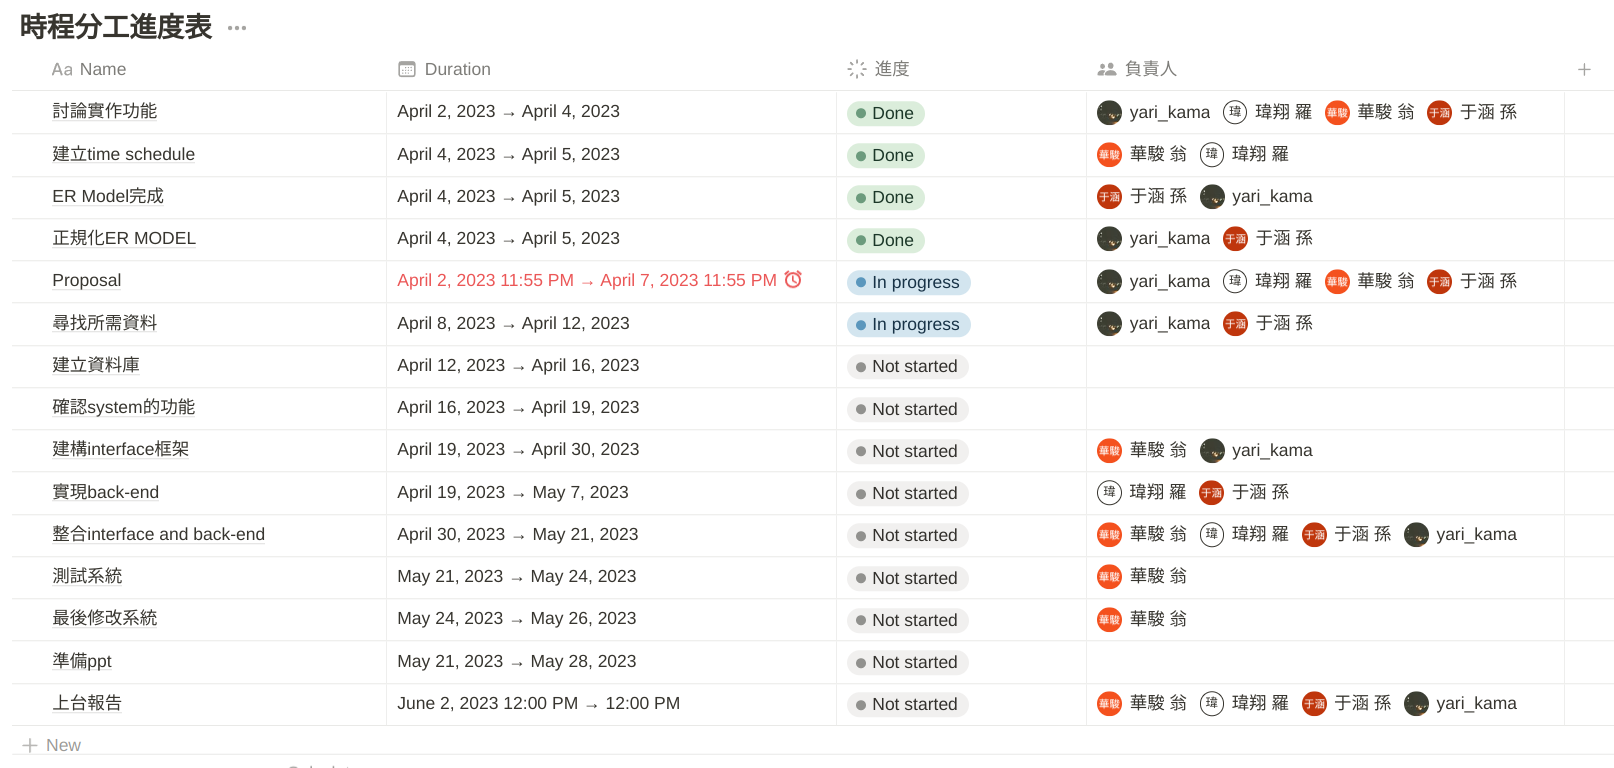 時程分工進度表 •••
Aa Name Duration 進度 負責人 +
討論實作功能 April 2, 2023 → April 4, 2023 Done yari_kama 瑋 瑋翔 羅 華駿 華駿 翁 于涵 于涵 孫
建立time schedule April 4, 2023 → April 5, 2023 Done 華駿 華駿 翁 瑋 瑋翔 羅
ER Model完成 April 4, 2023 → April 5, 2023 Done 于涵 于涵 孫 yari_kama
正規化ER MODEL April 4, 2023 → April 5, 2023 Done yari_kama 于涵 于涵 孫
Proposal April 2, 2023 11:55 PM → April 7, 2023 11:55 PM In progress yari_kama 瑋 瑋翔 羅 華駿 華駿 翁 于涵 于涵 孫
尋找所需資料 April 8, 2023 → April 12, 2023 In progress yari_kama 于涵 于涵 孫
建立資料庫 April 12, 2023 → April 16, 2023 Not started
確認system的功能 April 16, 2023 → April 19, 2023 Not started
建構interface框架 April 19, 2023 → April 30, 2023 Not started 華駿 華駿 翁 yari_kama
實現back-end April 19, 2023 → May 7, 2023 Not started 瑋 瑋翔 羅 于涵 于涵 孫
整合interface and back-end April 30, 2023 → May 21, 2023 Not started 華駿 華駿 翁 瑋 瑋翔 羅 于涵 于涵 孫 yari_kama
測試系統 May 21, 2023 → May 24, 2023 Not started 華駿 華駿 翁
最後修改系統 May 24, 2023 → May 26, 2023 Not started 華駿 華駿 翁
準備ppt May 21, 2023 → May 28, 2023 Not started
上台報告 June 2, 2023 12:00 PM → 12:00 PM Not started 華駿 華駿 翁 瑋 瑋翔 羅 于涵 于涵 孫 yari_kama
+ New